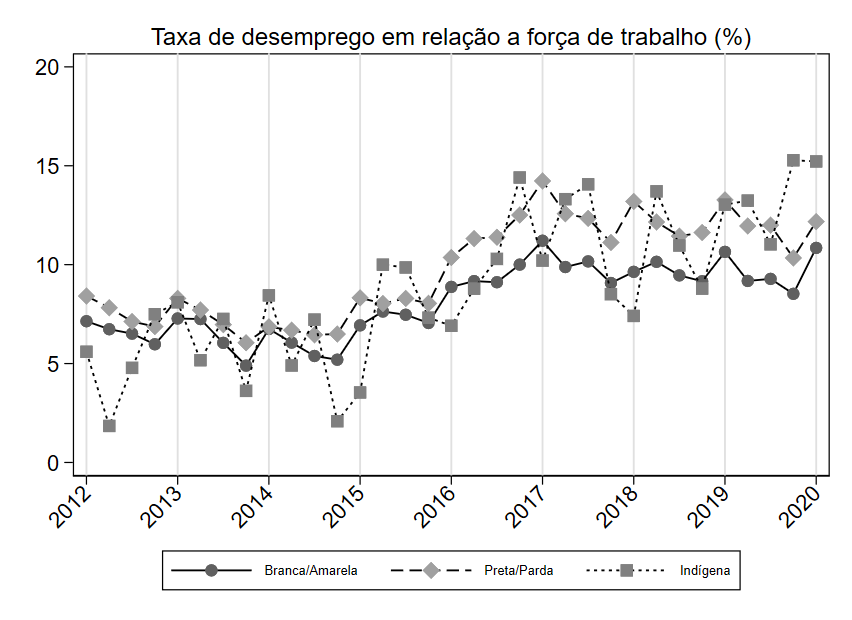 Taxa de desemprego em relação a força de trabalho (%)
20
15
10
5
0
2012 2013 2014 2015 2016 2017 2018 2019 2020
Branca/Amarela Preta/Parda Indígena